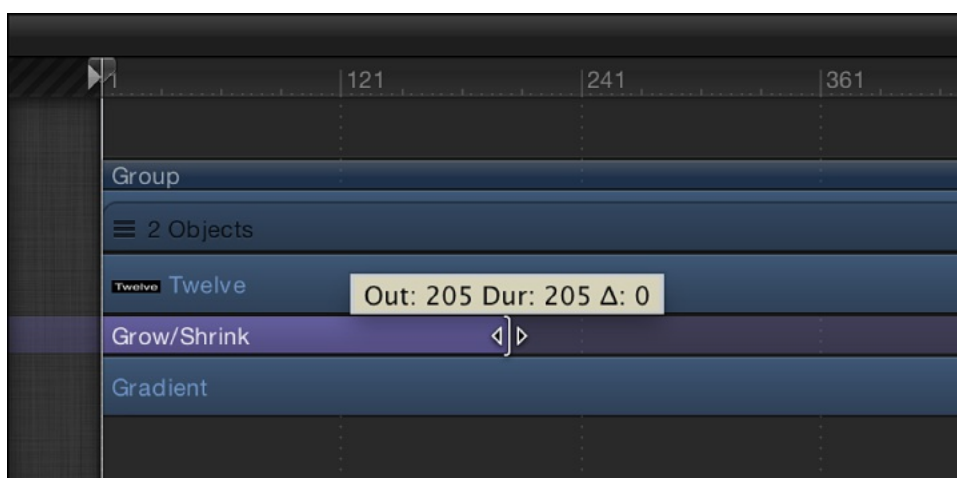 1 121 241 361
Group
2 Objects
Twelve Twelve
Out: 205 Dur: 205 Δ: 0
Grow/Shrink
Gradient